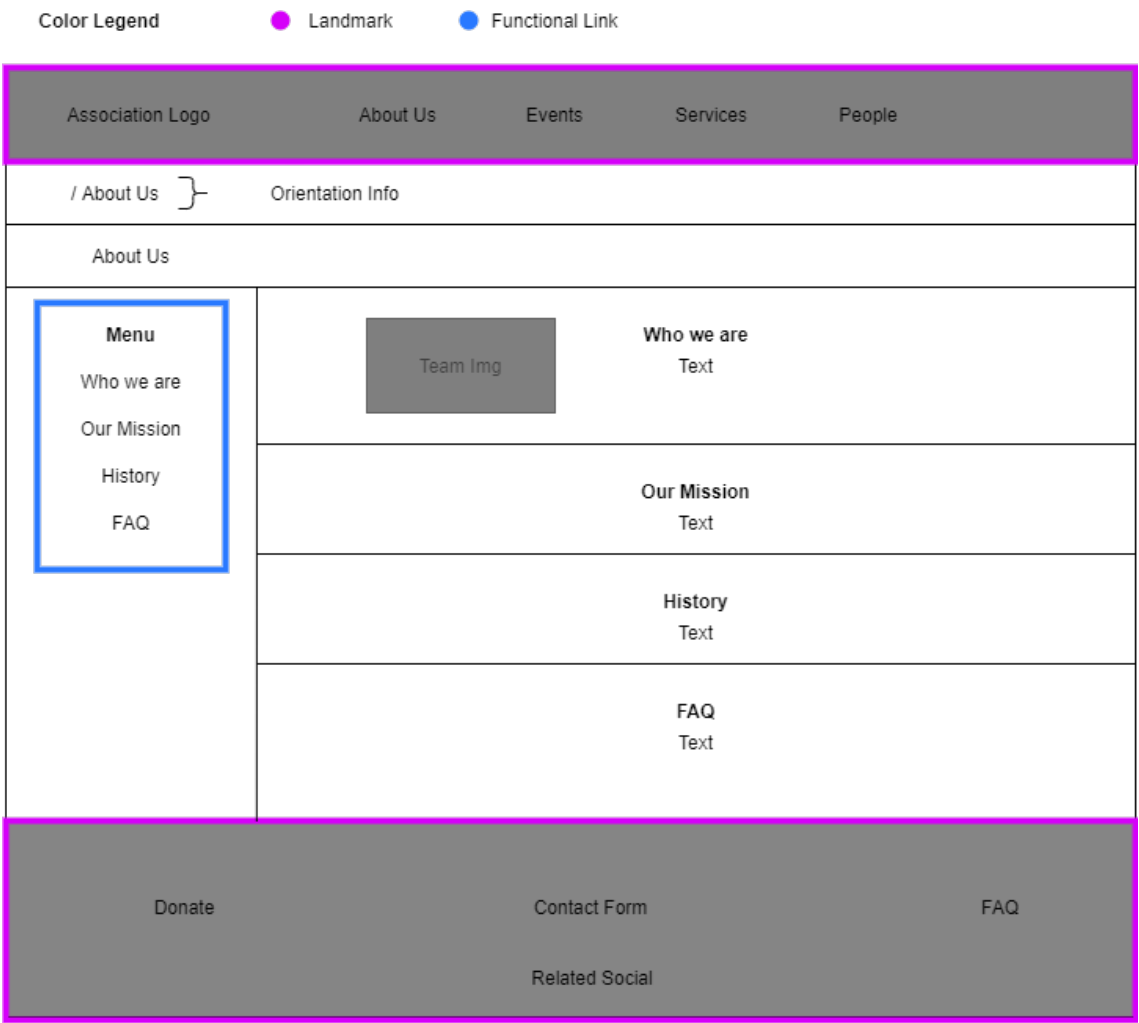 Color Legend Landmark Functional Link
Association Logo About Us Events Services People
/ About Us Orientation Info
About Us
Menu
Who we are
Our Mission
History
FAQ
Team Img
Who we are
Text
Our Mission
Text
History
Text
FAQ
Text
Donate Contact Form FAQ
Related Social